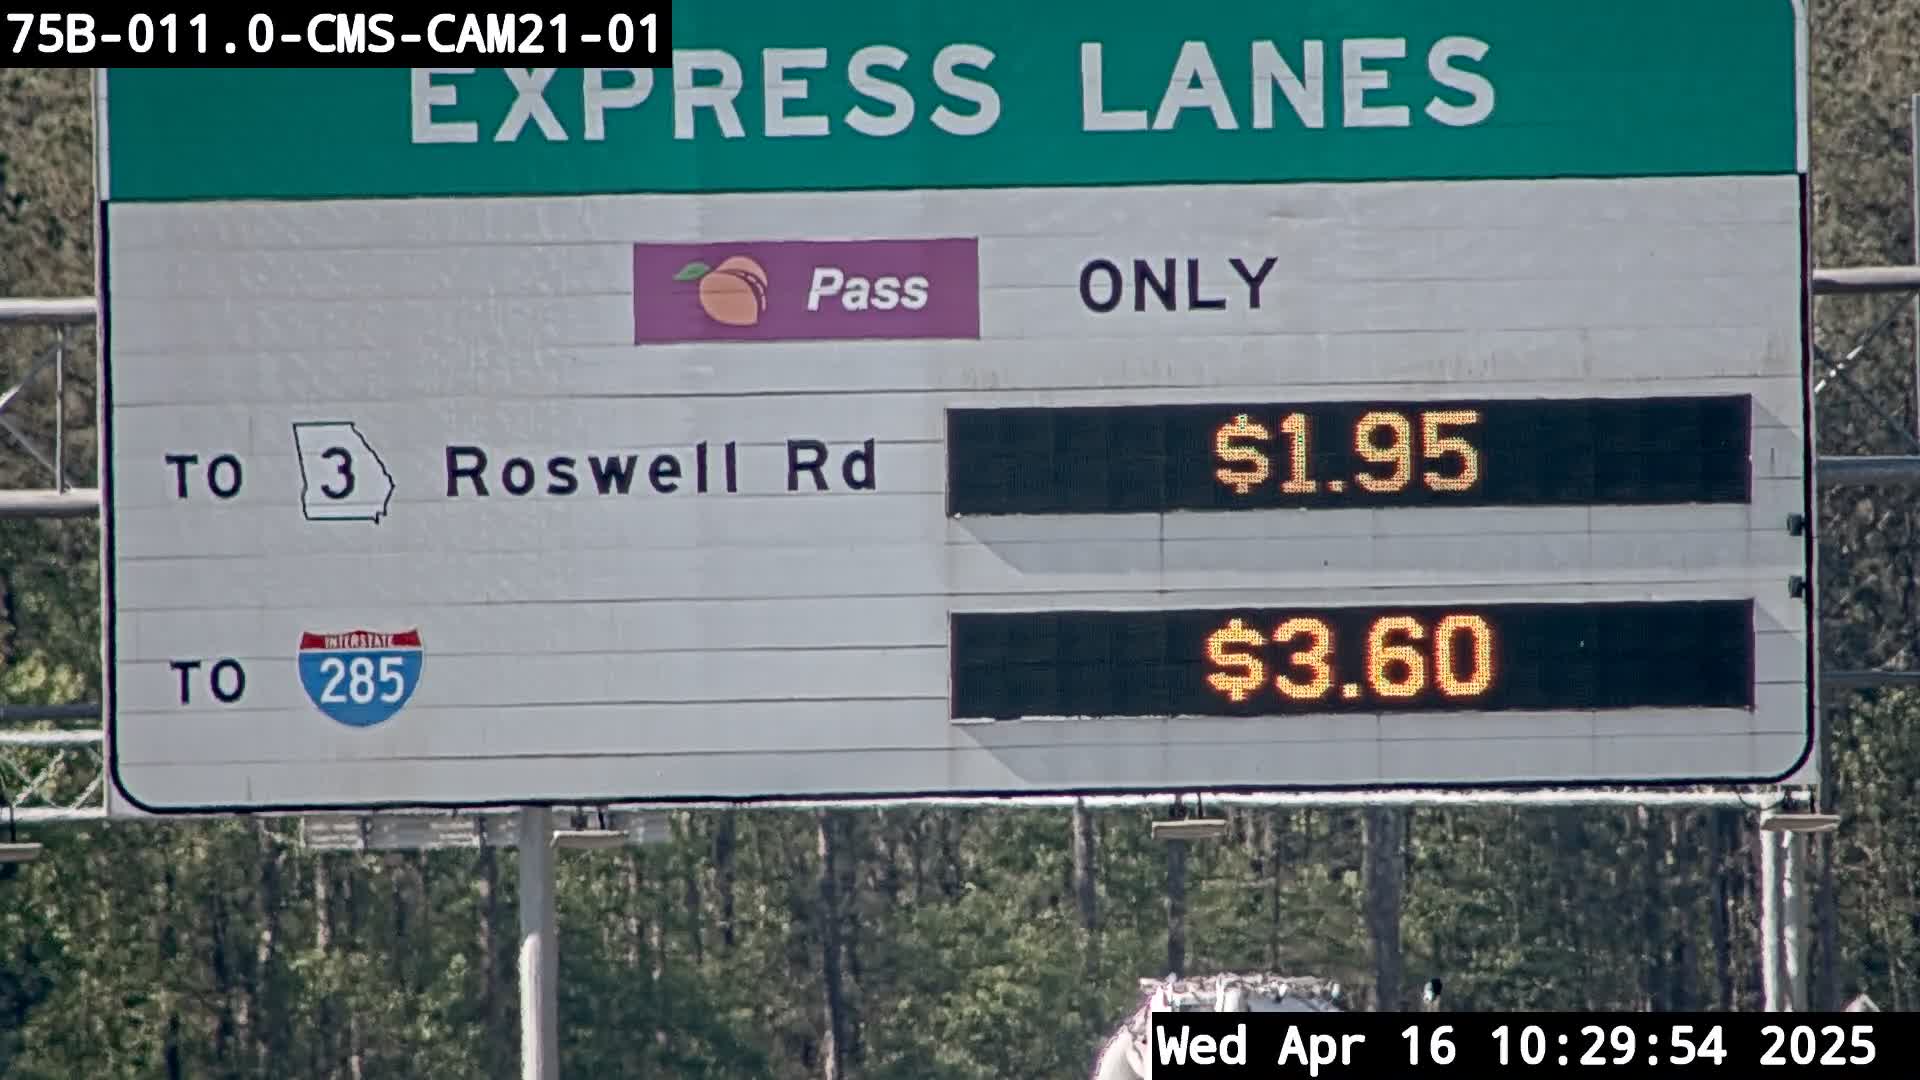 75B-011.0-CMS-CAM21-01
EXPRESS LANES
Pass ONLY
TO 3 Roswell Rd $1.95
INTERSTATE
TO 285 $3.60
Wed Apr 16 10:29:54 2025